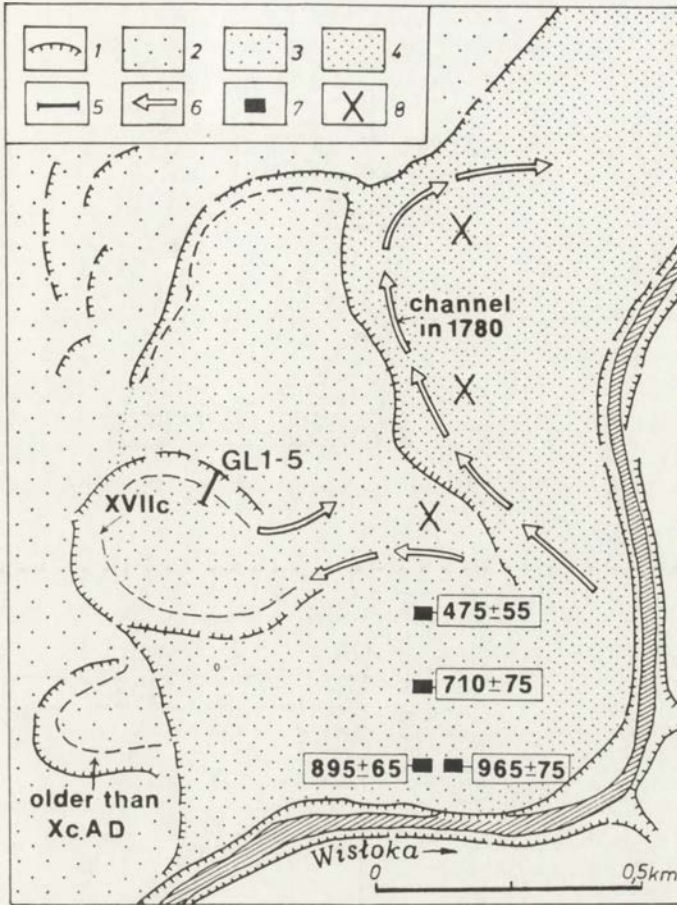 1 2 3 4
5 6 7 8
channel
in 1780
GL1-5
XVIIc
475±55
710±75
895±65 965±75
older than
Xc.AD
Wisłoka →
0 0,5km